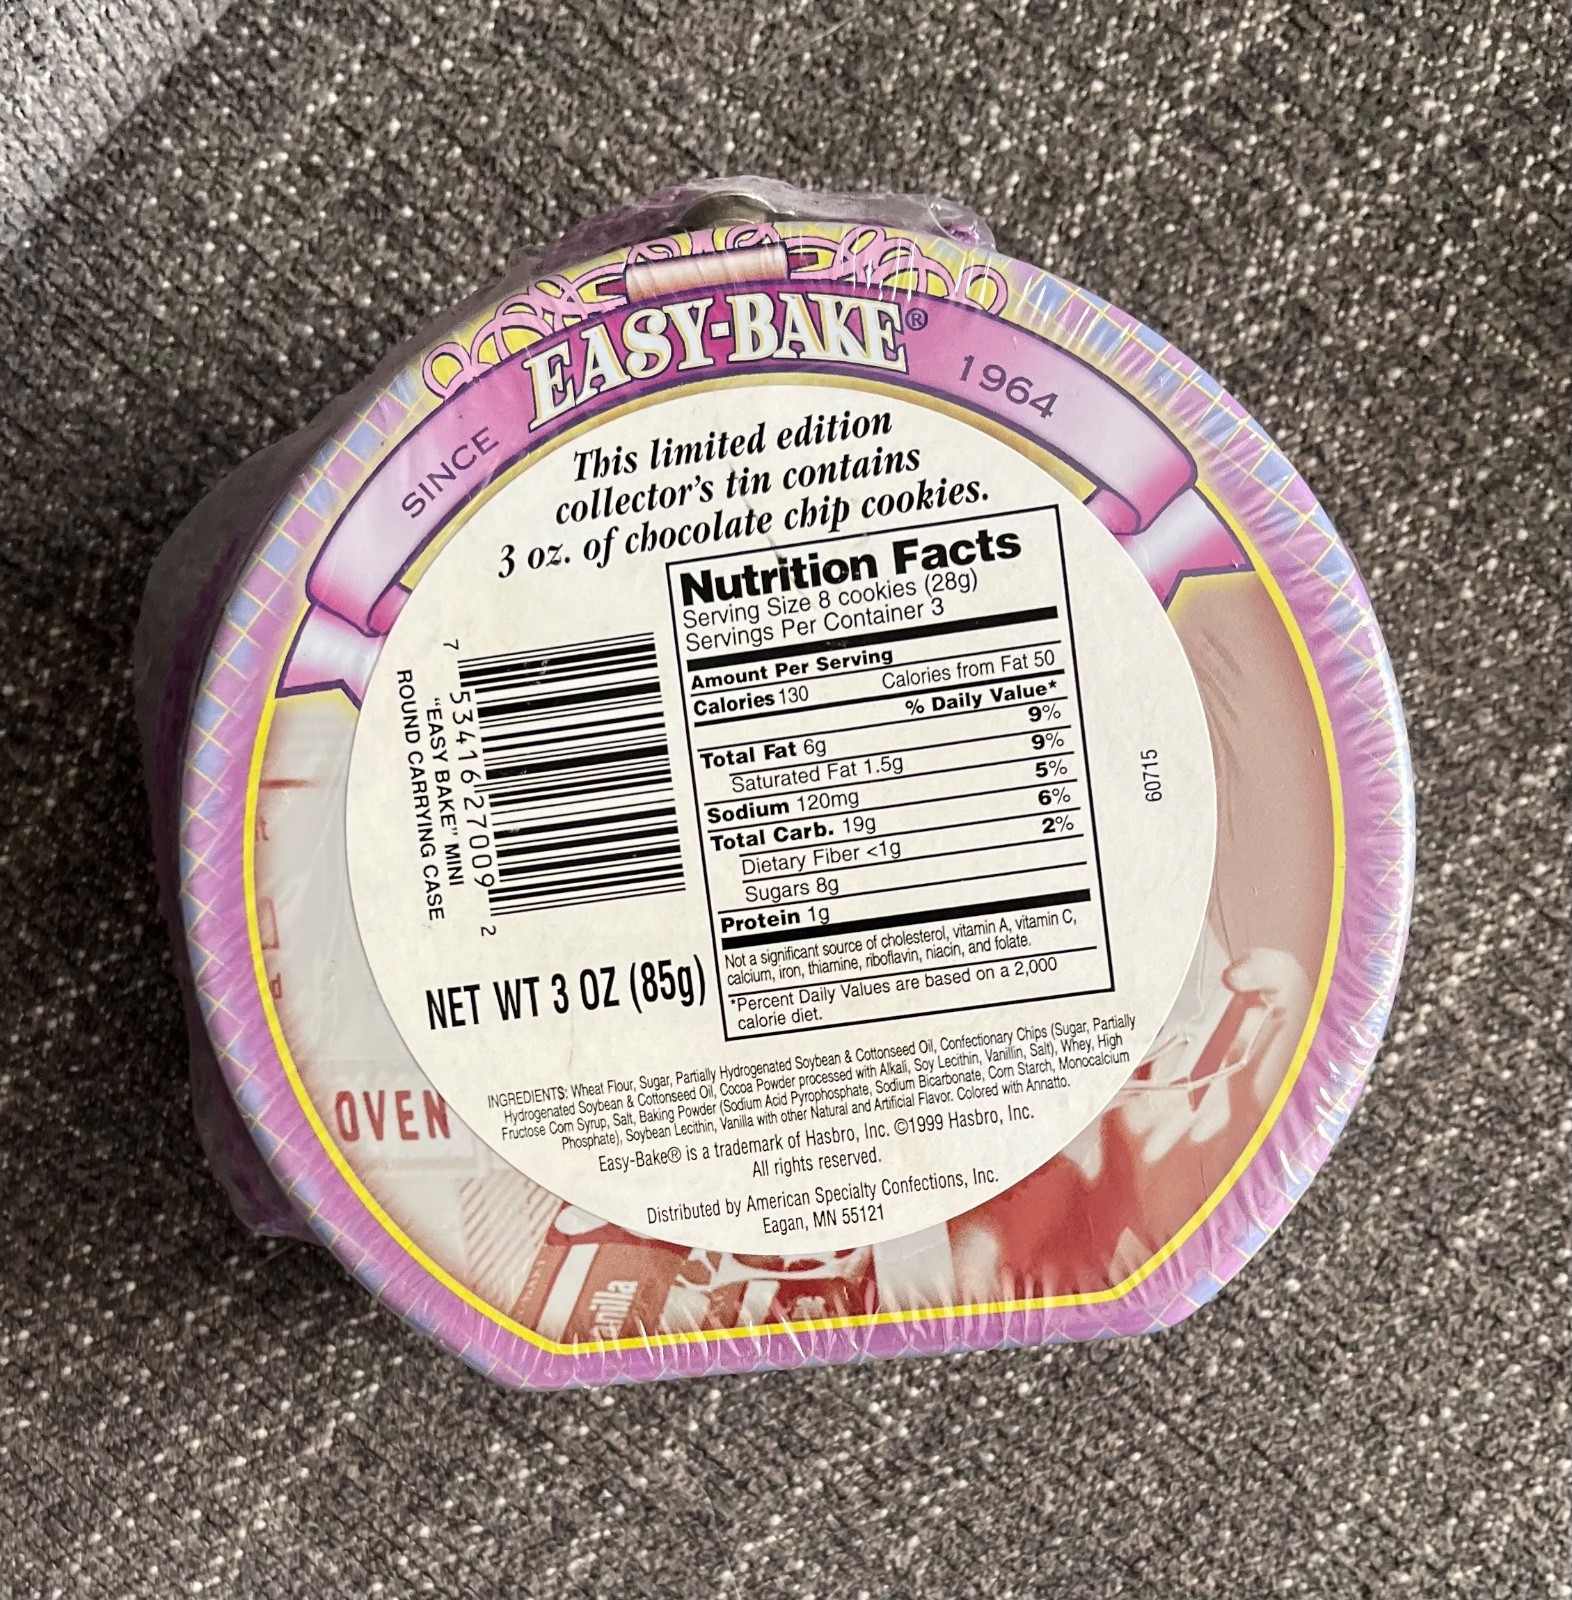 EASY-BAKE®
SINCE 1964
This limited edition
collector's tin contains
3 oz. of chocolate chip cookies.
Nutrition Facts
Serving Size 8 cookies (28g)
Servings Per Container 3
Amount Per Serving
Calories 130 Calories from Fat 50
% Daily Value*
Total Fat 6g 9%
Saturated Fat 1.5g 9%
Sodium 120mg 5%
Total Carb. 19g 6%
Dietary Fiber <1g 2%
Sugars 8g
Protein 1g
Not a significant source of cholesterol, vitamin A, vitamin C,
calcium, iron, thiamine, riboflavin, niacin, and folate.
*Percent Daily Values are based on a 2,000
calorie diet.
7 53416 27009 2
"EASY BAKE" MINI
ROUND CARRYING CASE
60715
NET WT 3 OZ (85g)
INGREDIENTS: Wheat Flour, Sugar, Partially Hydrogenated Soybean & Cottonseed Oil, Confectionary Chips (Sugar, Partially
Hydrogenated Soybean & Cottonseed Oil, Cocoa Powder processed with Alkali, Soy Lecithin, Vanillin, Salt), Whey, High
Fructose Corn Syrup, Salt, Baking Powder (Sodium Acid Pyrophosphate, Sodium Bicarbonate, Corn Starch, Monocalcium
Phosphate), Soybean Lecithin, Vanilla with other Natural and Artificial Flavor. Colored with Annatto.
Easy-Bake® is a trademark of Hasbro, Inc. ©1999 Hasbro, Inc.
All rights reserved.
Distributed by American Specialty Confections, Inc.
Eagan, MN 55121
OVEN
nilla